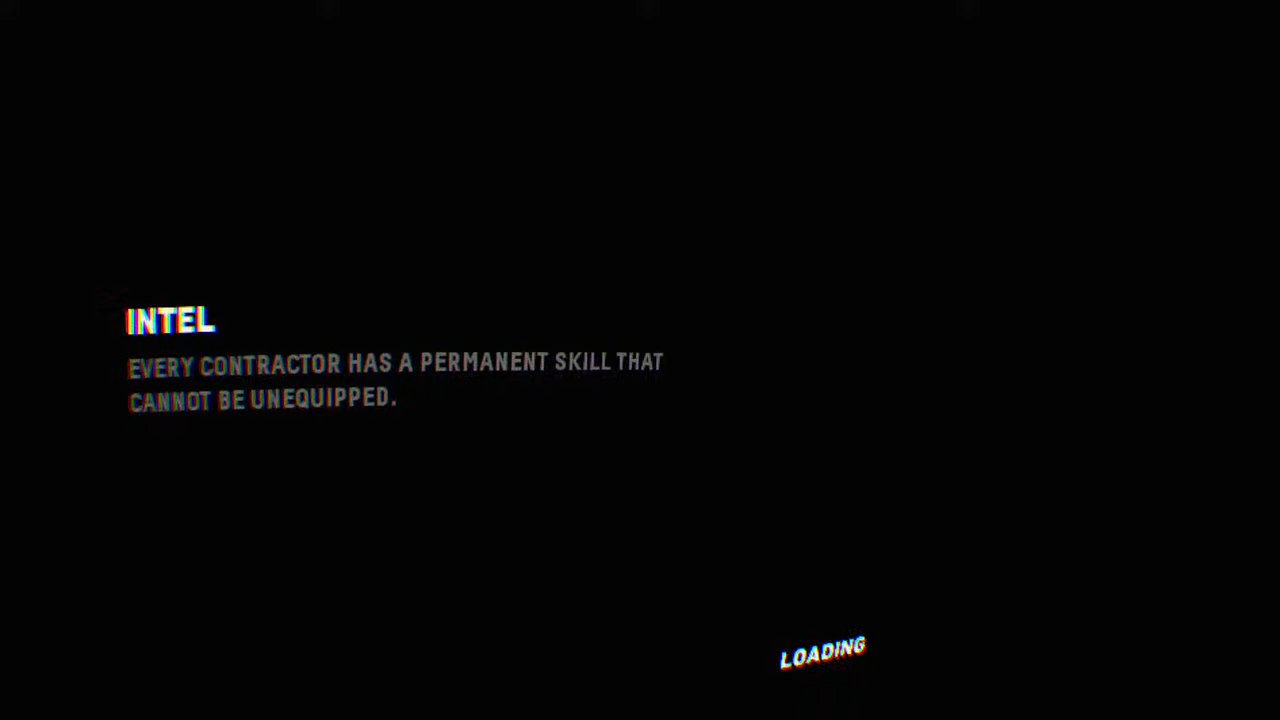 INTEL
EVERY CONTRACTOR HAS A PERMANENT SKILL THAT
CANNOT BE UNEQUIPPED.
LOADING